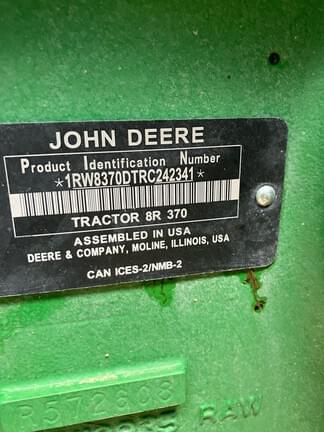 JOHN DEERE
Product Identification Number
*1RW8370DTRC242341*
TRACTOR 8R 370
ASSEMBLED IN USA
DEERE & COMPANY, MOLINE, ILLINOIS, USA
CAN ICES-2/NMB-2
R572608
RAW